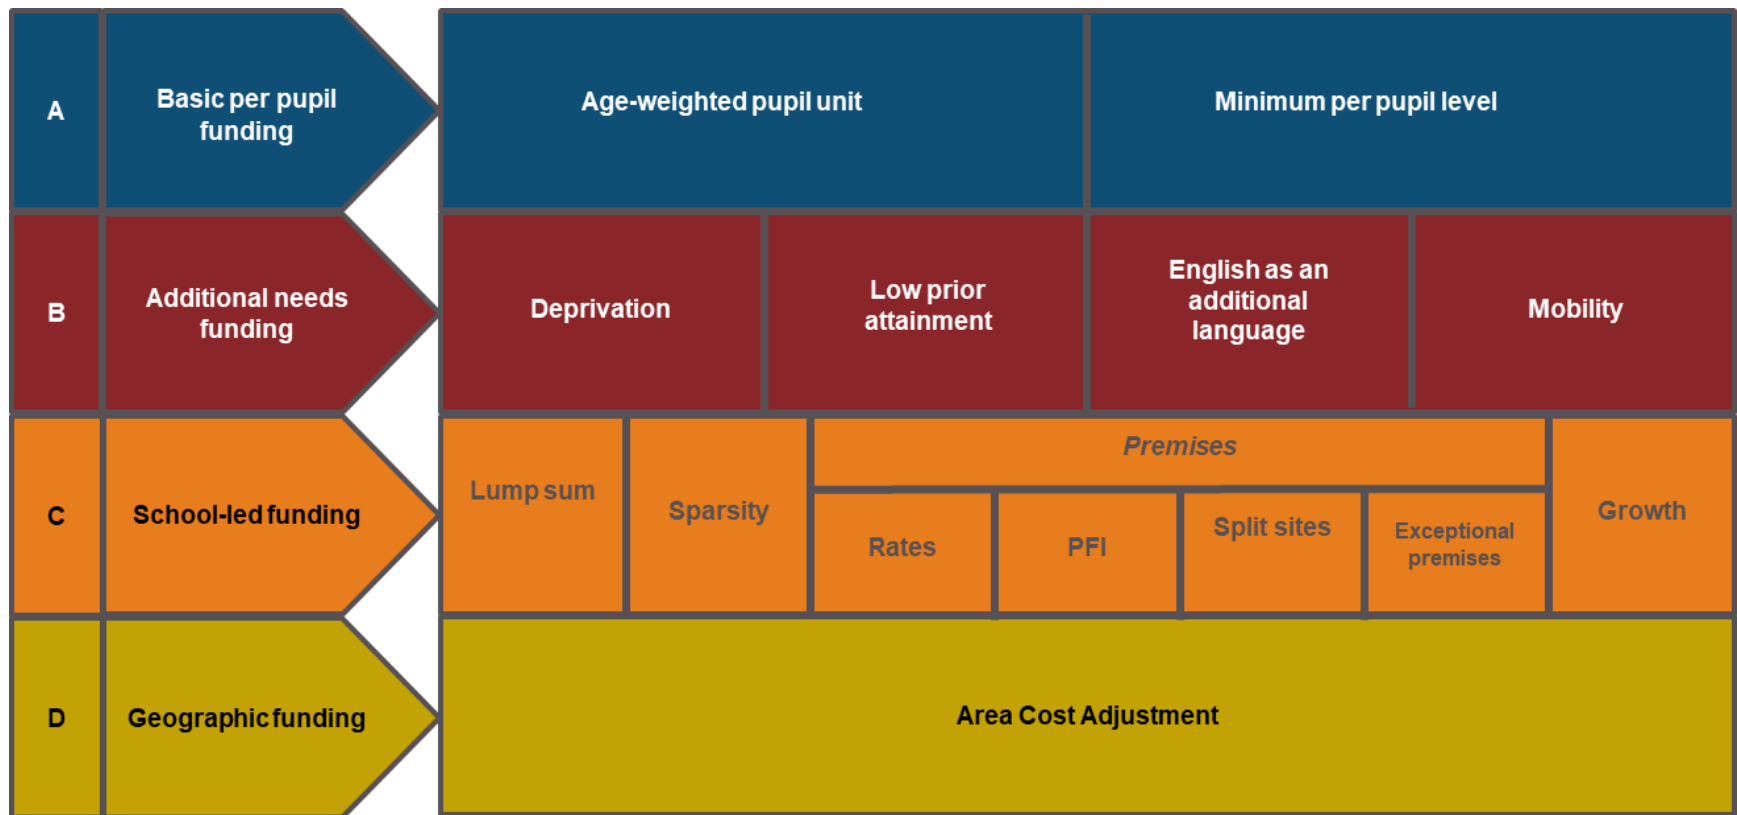 A
Basic per pupil
funding
Age-weighted pupil unit
Minimum per pupil level
B
Additional needs
funding
Deprivation
Low prior
attainment
English as an
additional
language
Mobility
C
School-led funding
Lump sum
Sparsity
Premises
Rates
PFI
Split sites
Exceptional
premises
Growth
D
Geographic funding
Area Cost Adjustment